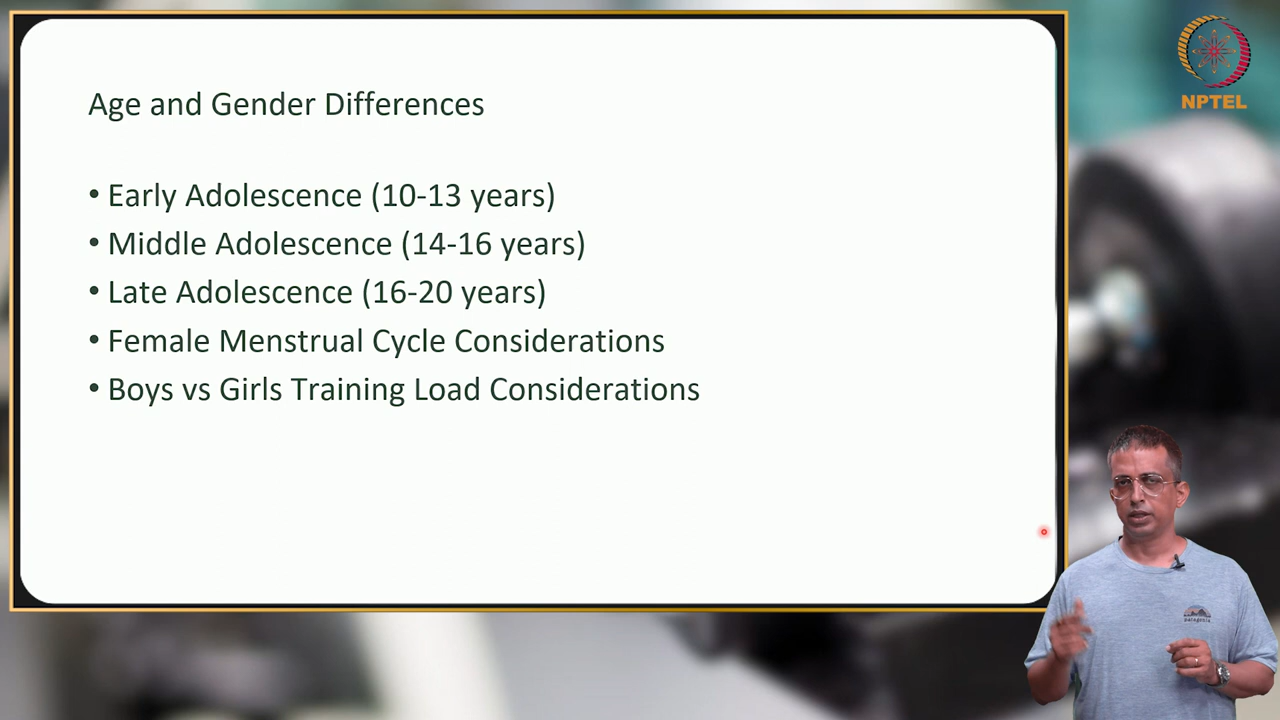 Age and Gender Differences
• Early Adolescence (10-13 years)
• Middle Adolescence (14-16 years)
• Late Adolescence (16-20 years)
• Female Menstrual Cycle Considerations
• Boys vs Girls Training Load Considerations
NPTEL
patagonia